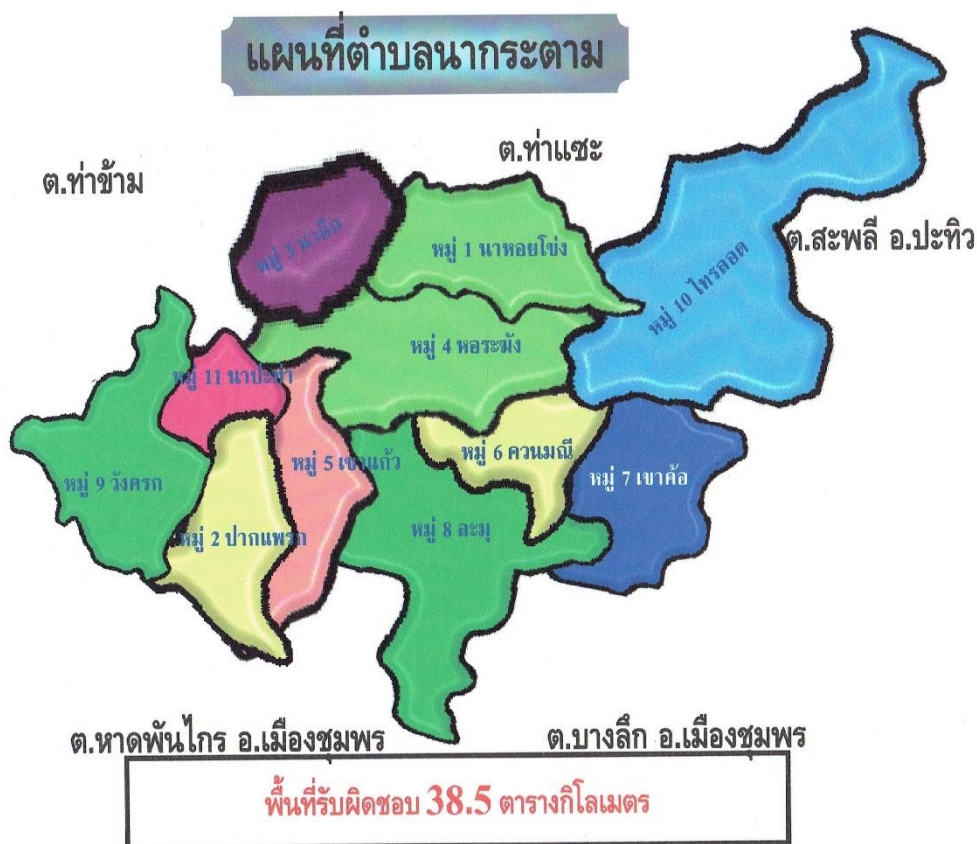 แผนที่ตำบลนากระตาม
ต.ท่าแซะ
ต.ท่าข้าม
ต.สะพลี อ.ปะทิว
หมู่ 3 นาลึก
หมู่ 1 นาหอยโข่ง
หมู่ 10 ไทรลอด
หมู่ 4 หอระฆัง
หมู่ 11
หมู่ 5 เขาแก้ว
หมู่ 6 ควนมณี
หมู่ 7 เขาค้อ
หมู่ 9 วังครก
หมู่ 2 ปากแพรก
หมู่ 8 ละมุ
ต.หาดพันไกร อ.เมืองชุมพร
ต.บางลึก อ.เมืองชุมพร
พื้นที่รับผิดชอบ 38.5 ตารางกิโลเมตร